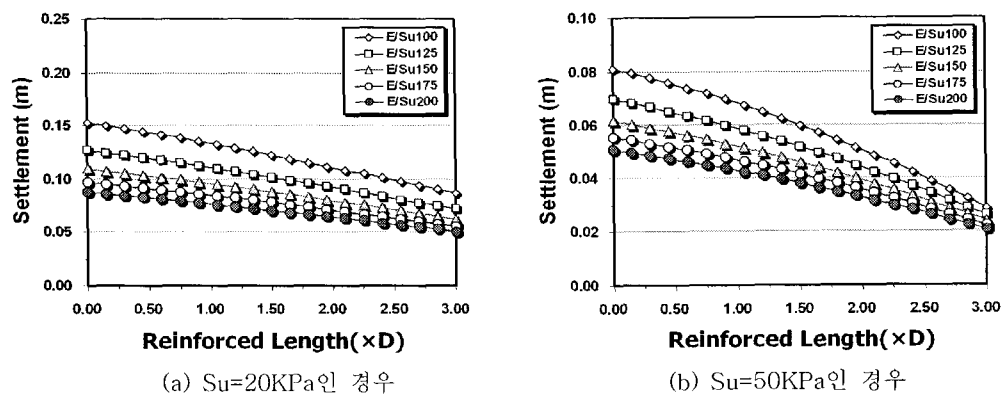 0.25
0.20
0.15
0.10
0.05
0.00
Settlement (m)
E/Su100
E/Su125
E/Su150
E/Su175
E/Su200
0.00 0.50 1.00 1.50 2.00 2.50 3.00
Reinforced Length(×D)
(a) Su=20KPa인 경우
0.10
0.08
0.06
0.04
0.02
0.00
Settlement (m)
E/Su100
E/Su125
E/Su150
E/Su175
E/Su200
0.00 0.50 1.00 1.50 2.00 2.50 3.00
Reinforced Length(×D)
(b) Su=50KPa인 경우